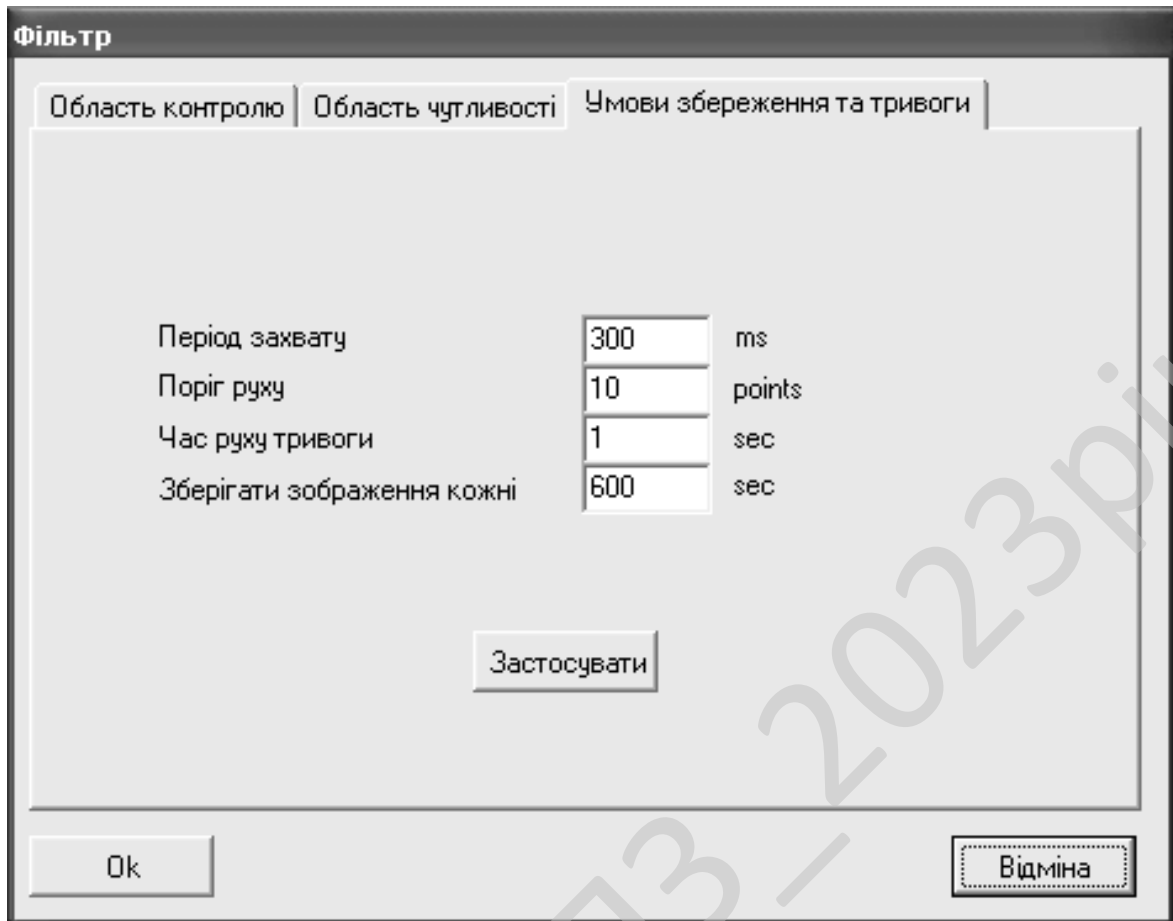 Фільтр
Область контролю Область чутливості Умови збереження та тривоги
Період захвату 300 ms
Поріг руху 10 points
Час руху тривоги 1 sec
Зберігати зображення кожні 600 sec
Застосувати
Ok Відміна